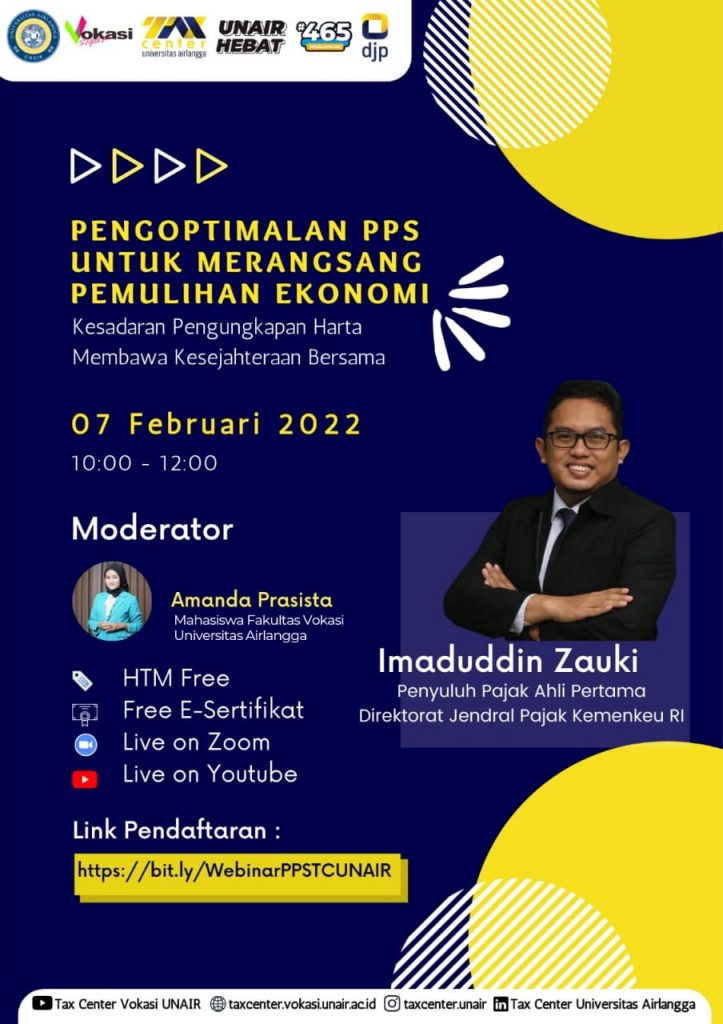 UNIVERSITAS AIRLANGGA
UNAIR
Vokasi
TAX
center
universitas airlangga
UNAIR
HEBAT
#465
djp
PENGOPTIMALAN PPS
UNTUK MERANGSANG
PEMULIHAN EKONOMI
Kesadaran Pengungkapan Harta
Membawa Kesejahteraan Bersama
07 Februari 2022
10:00 - 12:00
Moderator
Amanda Prasista
Mahasiswa Fakultas Vokasi
Universitas Airlangga
Imaduddin Zauki
Penyuluh Pajak Ahli Pertama
Direktorat Jendral Pajak Kemenkeu RI
HTM Free
Free E-Sertifikat
Live on Zoom
Live on Youtube
Link Pendaftaran :
https://bit.ly/WebinarPPSTCUNAIR
Tax Center Vokasi UNAIR taxcenter.vokasi.unair.ac.id taxcenter.unair Tax Center Universitas Airlangga